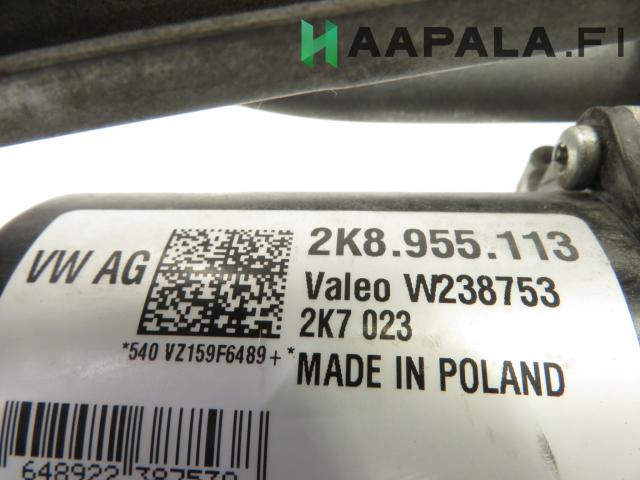 HAAPALA.FI
VW AG
2K8.955.113
Valeo W238753
2K7 023
*540 VZ159F6489+*
MADE IN POLAND